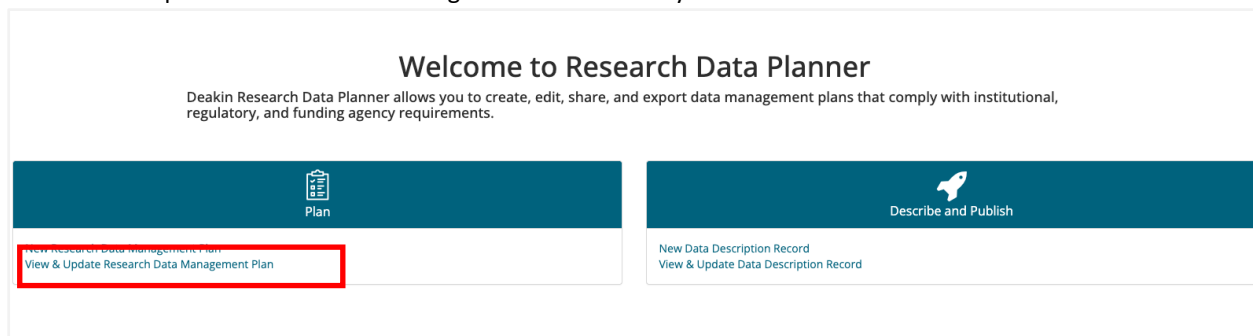 Welcome to Research Data Planner
Deakin Research Data Planner allows you to create, edit, share, and export data management plans that comply with institutional,
regulatory, and funding agency requirements.
Plan
New Research Data Management Plan
View & Update Research Data Management Plan
Describe and Publish
New Data Description Record
View & Update Data Description Record